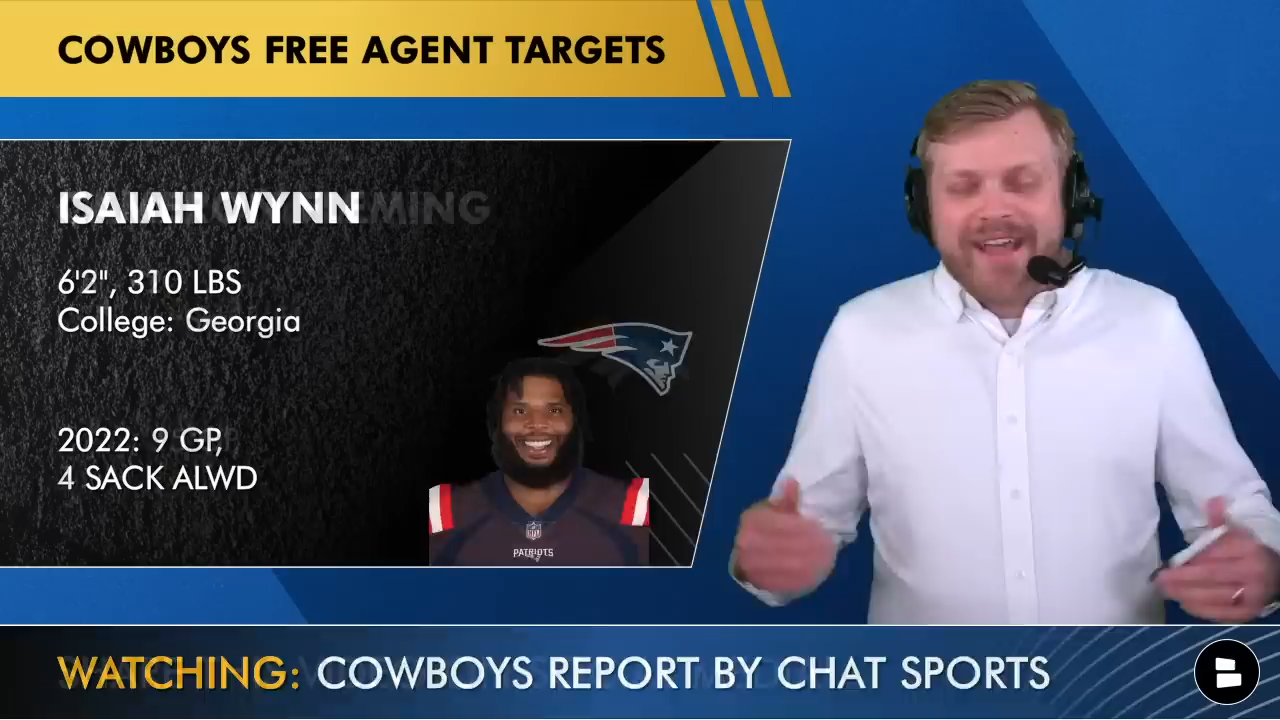 COWBOYS FREE AGENT TARGETS
ISAIAH WYNN
6'2", 310 LBS
College: Georgia
2022: 9 GP,
4 SACK ALWD
PATRIOTS
WATCHING: COWBOYS REPORT BY CHAT SPORTS